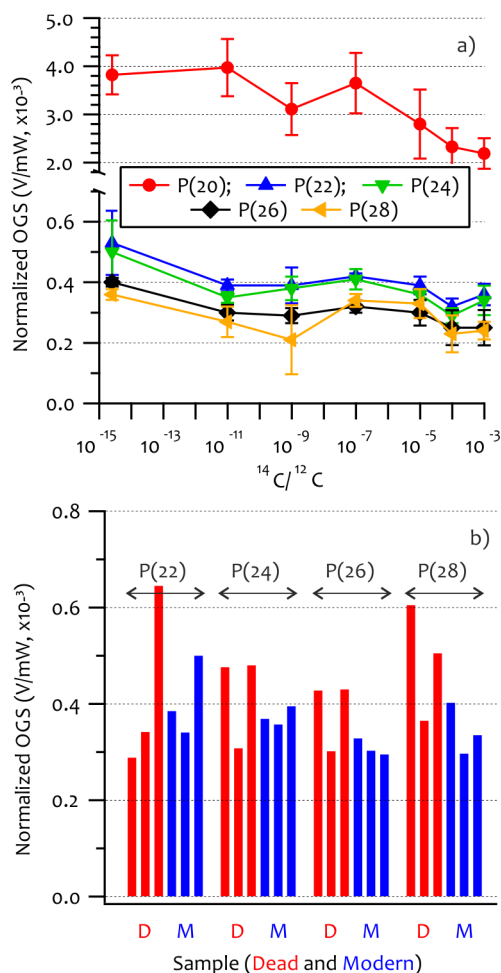 a)
Normalized OGS (V/mW, x10⁻³)
5.0
4.0
3.0
2.0
P(20); P(22); P(24)
P(26) P(28)
0.6
0.4
0.2
0.0
10⁻¹⁵ 10⁻¹³ 10⁻¹¹ 10⁻⁹ 10⁻⁷ 10⁻⁵ 10⁻³
¹⁴C/¹²C
b)
Normalized OGS (V/mW, x10⁻³)
0.8
P(22) P(24) P(26) P(28)
0.6
0.4
0.2
0.0
D M D M D M D M
Sample (Dead and Modern)